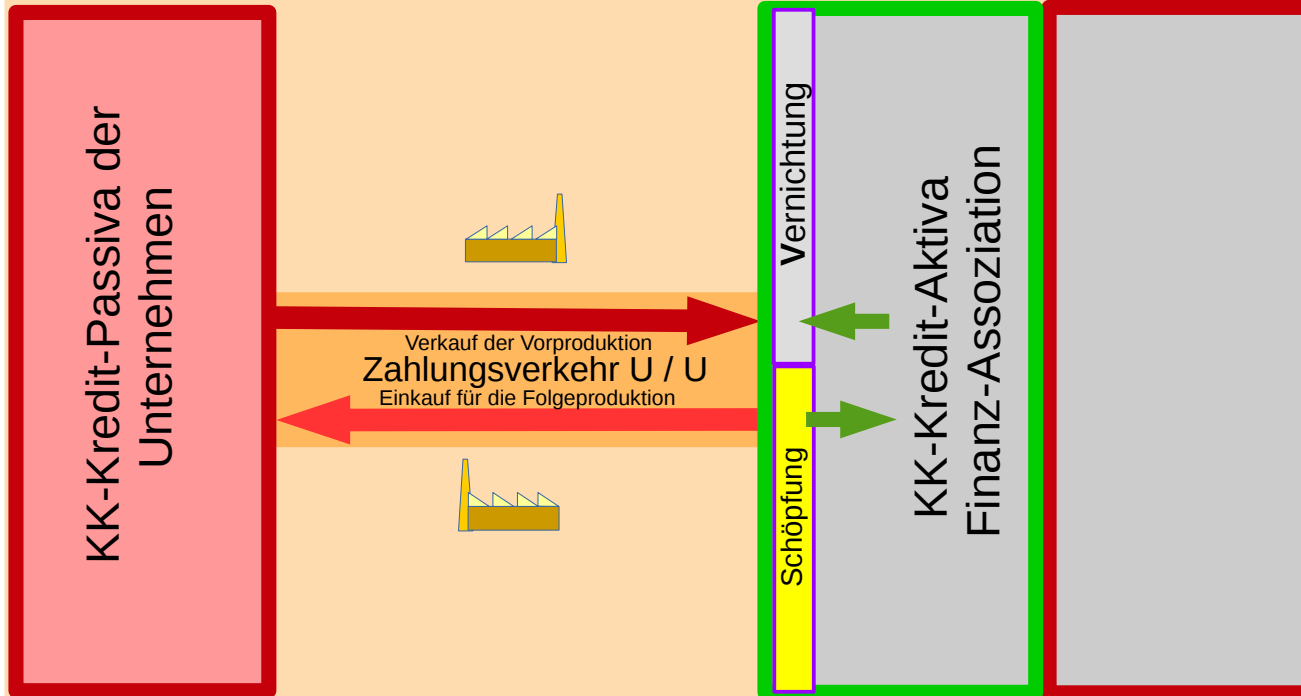 KK-Kredit-Passiva der
Unternehmen
Verkauf der Vorproduktion
Zahlungsverkehr U / U
Einkauf für die Folgeproduktion
Vernichtung
Schöpfung
KK-Kredit-Aktiva
Finanz-Assoziation